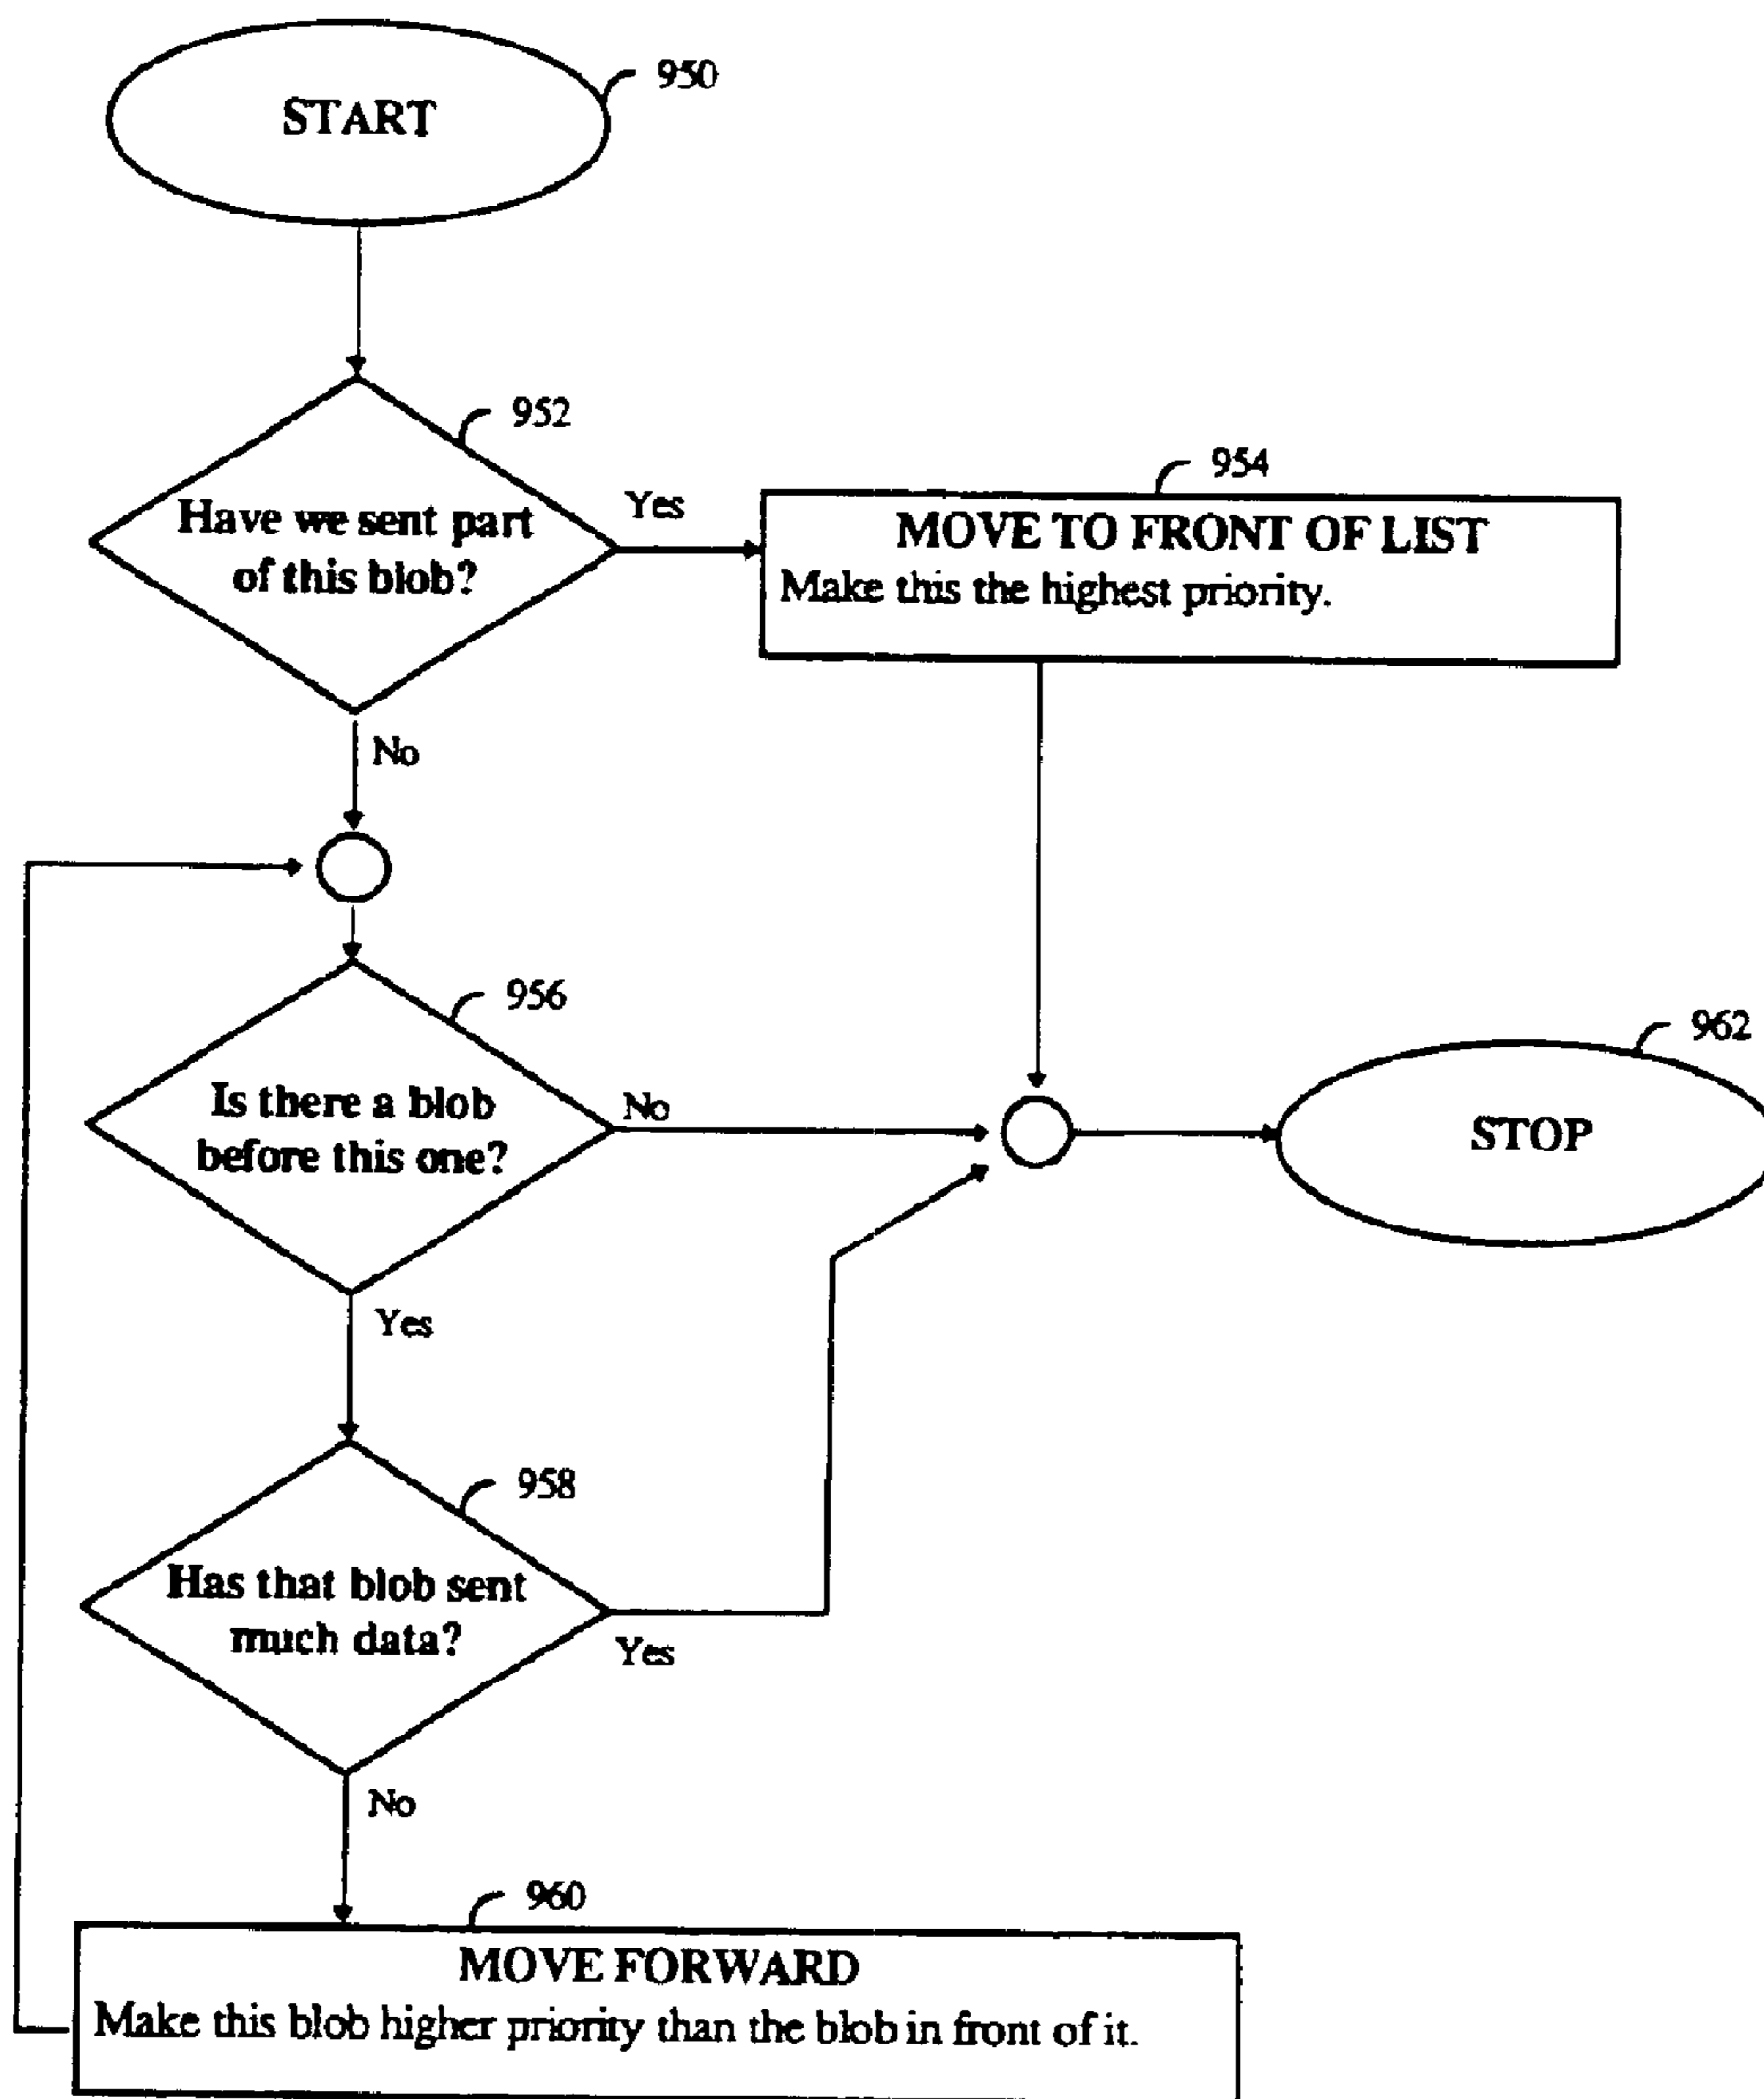 START
950
952
Have we sent part
of this blob?
Yes
954
MOVE TO FRONT OF LIST
Make this the highest priority.
No
956
Is there a blob
before this one?
No
962
STOP
Yes
958
Has that blob sent
much data?
Yes
No
960
MOVE FORWARD
Make this blob higher priority than the blob in front of it.